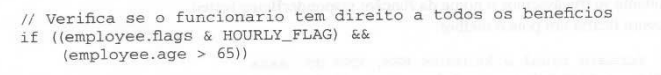 // Verifica se o funcionario tem direito a todos os beneficios
if ((employee.flags & HOURLY_FLAG) &&
(employee.age > 65))